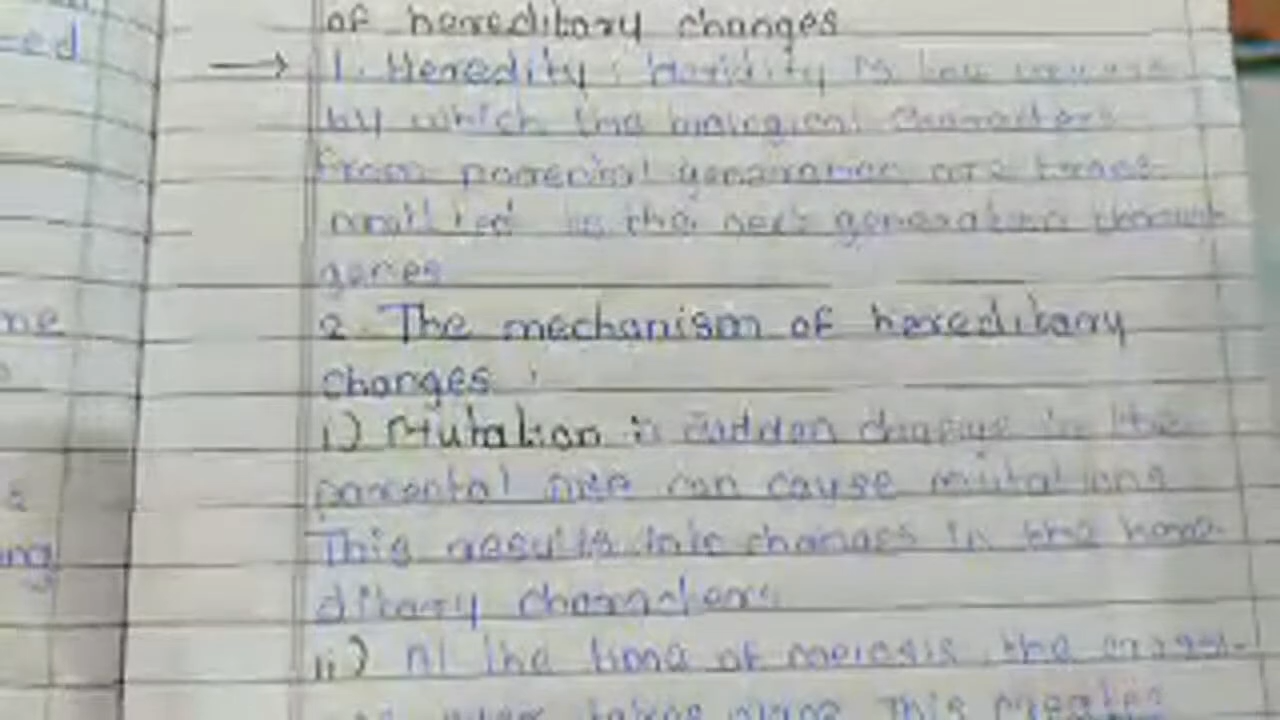 of hereditary changes
→ 1. Heredity : Heridity is the process
by which the biological characters
from parental generation are trans-
mitted to the next generation through
genes
2. The mechanism of hereditary
changes :
i) Mutation : sudden change in the
parental can cause mutations
This results into changes in the here-
ditary characters
ii) At the time of meiosis, the crossi-
over takes place This creates